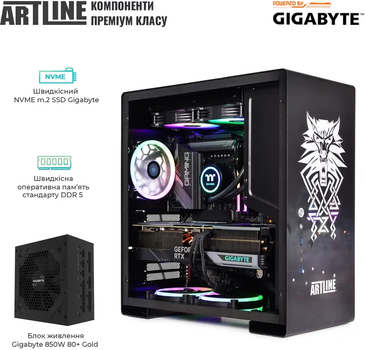 ARTLINE
КОМПОНЕНТИ
ПРЕМІУМ КЛАСУ
POWERED BY
GIGABYTE™
NVME
Швидкісний
NVME m.2 SSD Gigabyte
Швидкісна
оперативна пам'ять
стандарту DDR 5
Блок живлення
Gigabyte 850W 80+ Gold
GAMING
GEFORCE
RTX
GIGABYTE
ARTLINE